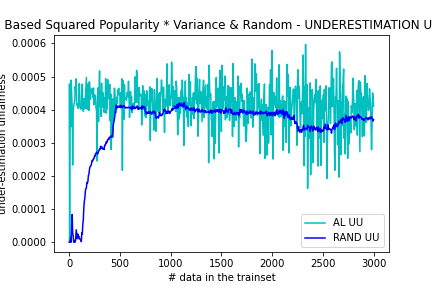 Based Squared Popularity * Variance & Random - UNDERESTIMATION U
under-estimation unfairness
0.0006
0.0005
0.0004
0.0003
0.0002
0.0001
0.0000
0
500
1000
1500
2000
2500
3000
AL UU
RAND UU
# data in the trainset